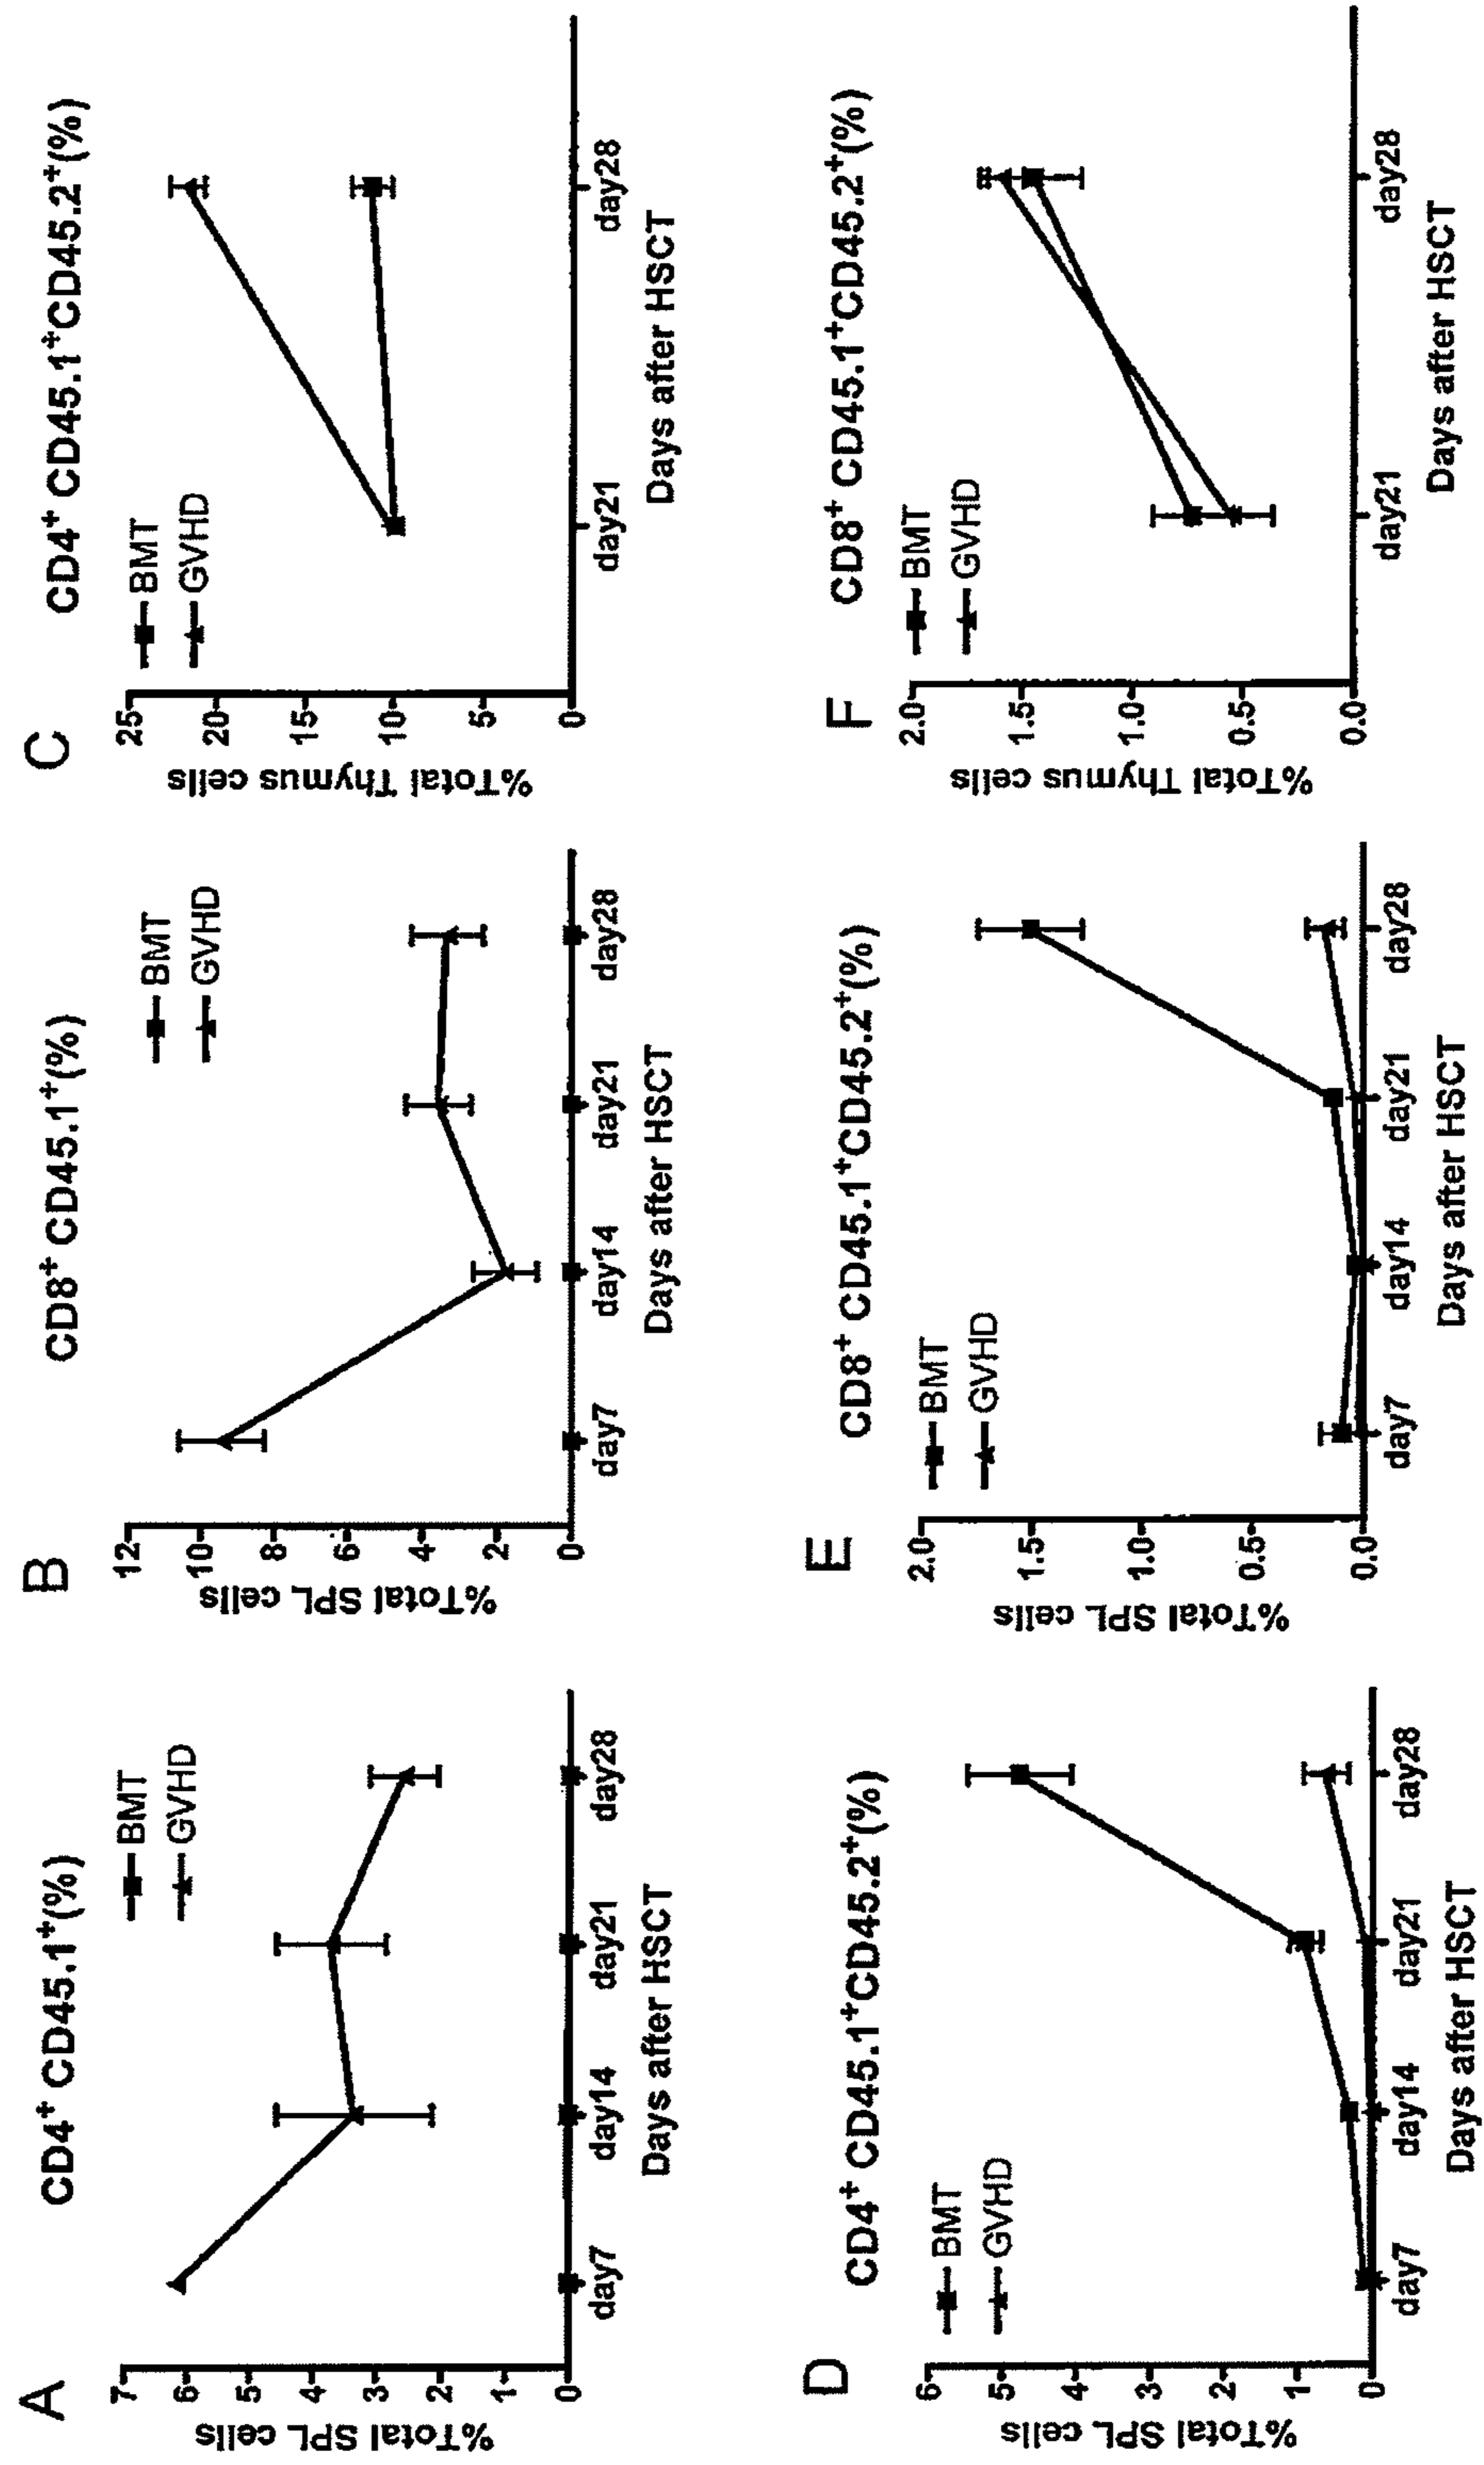 A
CD4⁺ CD45.1⁺(%)
BMT
GVHD
%Total SPL cells
7
6
5
4
3
2
1
0
day7
day14
day21
day28
Days after HSCT
B
CD8⁺ CD45.1⁺(%)
BMT
GVHD
%Total SPL cells
12
10
8
6
4
2
0
day7
day14
day21
day28
Days after HSCT
C
CD4⁺ CD45.1⁺CD45.2⁺(%)
BMT
GVHD
%Total Thymus cells
25
20
15
10
5
0
day21
day28
Days after HSCT
D
CD4⁺ CD45.1⁺CD45.2⁺(%)
BMT
GVHD
%Total SPL cells
6
5
4
3
2
1
0
day7
day14
day21
day28
Days after HSCT
E
CD8⁺ CD45.1⁺CD45.2⁺(%)
BMT
GVHD
%Total SPL cells
2.0
1.5
1.0
0.5
0.0
day7
day14
day21
day28
Days after HSCT
F
CD8⁺ CD45.1⁺CD45.2⁺(%)
BMT
GVHD
%Total Thymus cells
2.0
1.5
1.0
0.5
0.0
day21
day28
Days after HSCT